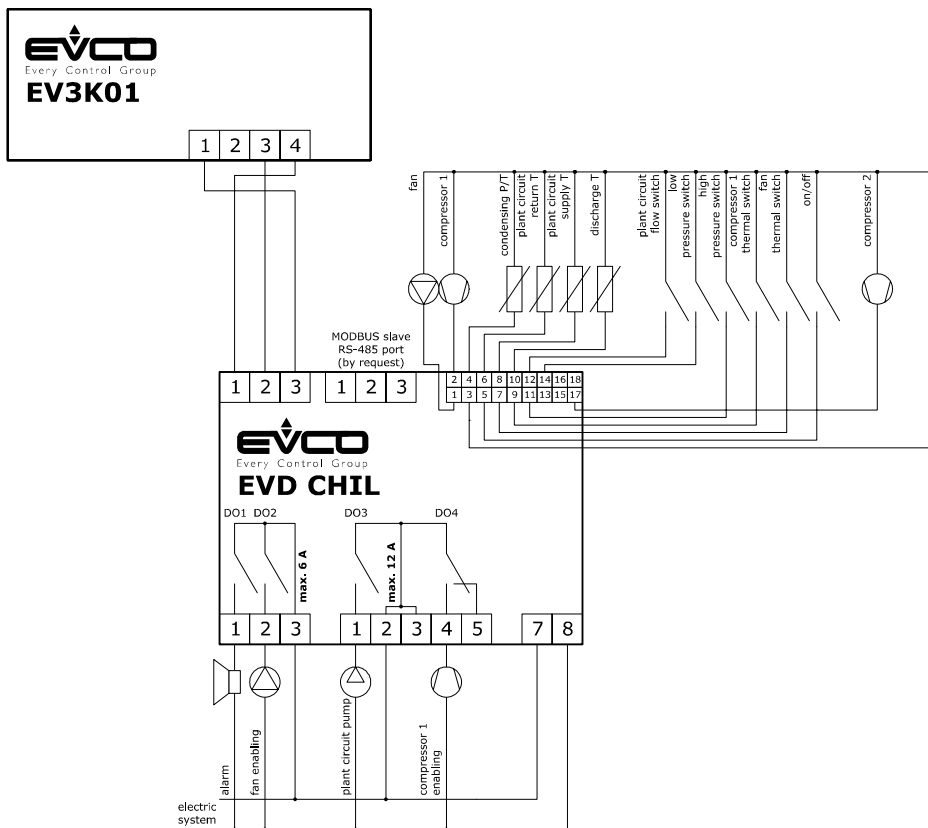 EVCO
Every Control Group
EV3K01
1 2 3 4
fan
compressor 1
condensing P/T
plant circuit
return T
plant circuit
supply T
discharge T
plant circuit
flow switch
low
pressure switch
high
pressure switch
compressor 1
thermal switch
fan
thermal switch
on/off
compressor 2
MODBUS slave
RS-485 port
(by request)
1 2 3
1 2 3
2 4 6 8 10 12 14 16 18
1 3 5 7 9 11 13 15 17
EVCO
Every Control Group
EVD CHIL
DO1 DO2
DO3
DO4
max. 6 A
max. 12 A
1 2 3
1 2 3 4 5
7 8
alarm
fan enabling
plant circuit pump
compressor 1
enabling
electric
system